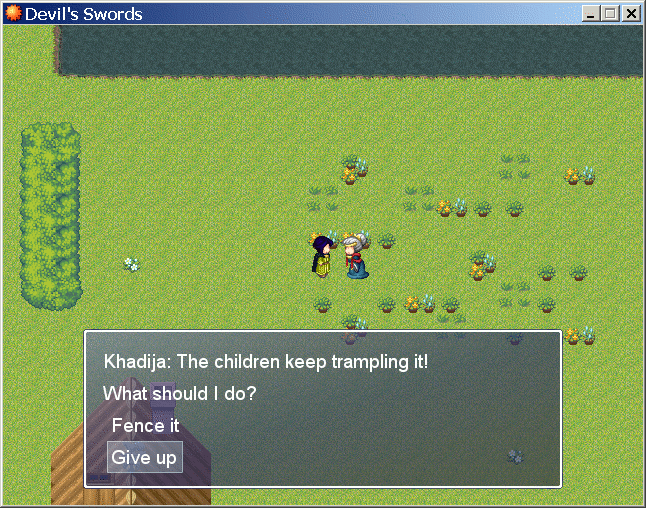 Devil's Swords
Khadija: The children keep trampling it!
What should I do?
Fence it
Give up